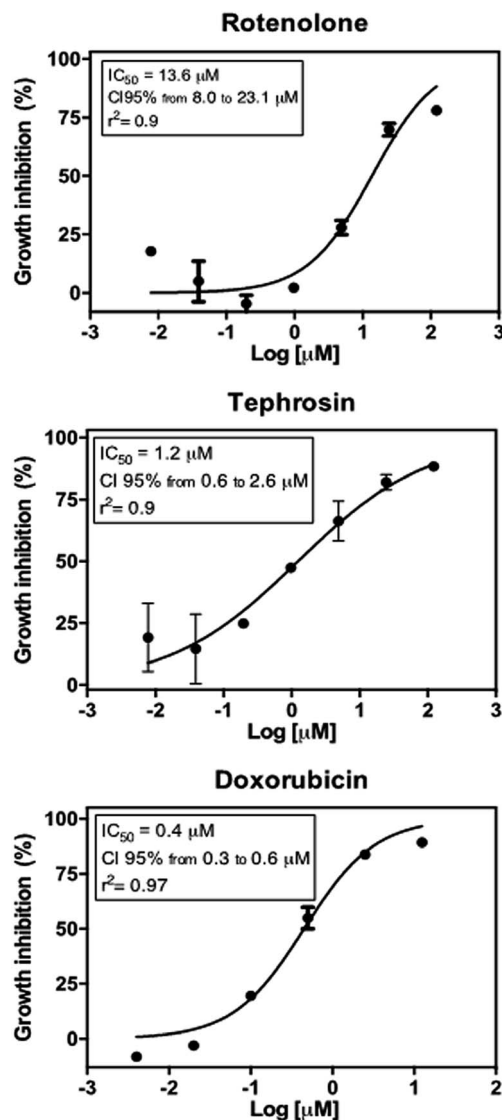 Rotenolone
IC50 = 13.6 μM
CI95% from 8.0 to 23.1 μM
r²= 0.9
Growth inhibition (%)
100
75
50
25
0
-3 -2 -1 0 1 2 3
Log [μM]
Tephrosin
IC50 = 1.2 μM
CI 95% from 0.6 to 2.6 μM
r²= 0.9
Growth inhibition (%)
100
75
50
25
0
-3 -2 -1 0 1 2 3
Log [μM]
Doxorubicin
IC50 = 0.4 μM
CI 95% from 0.3 to 0.6 μM
r²= 0.97
Growth inhibition (%)
100
75
50
25
0
-3 -2 -1 0 1 2
Log [μM]